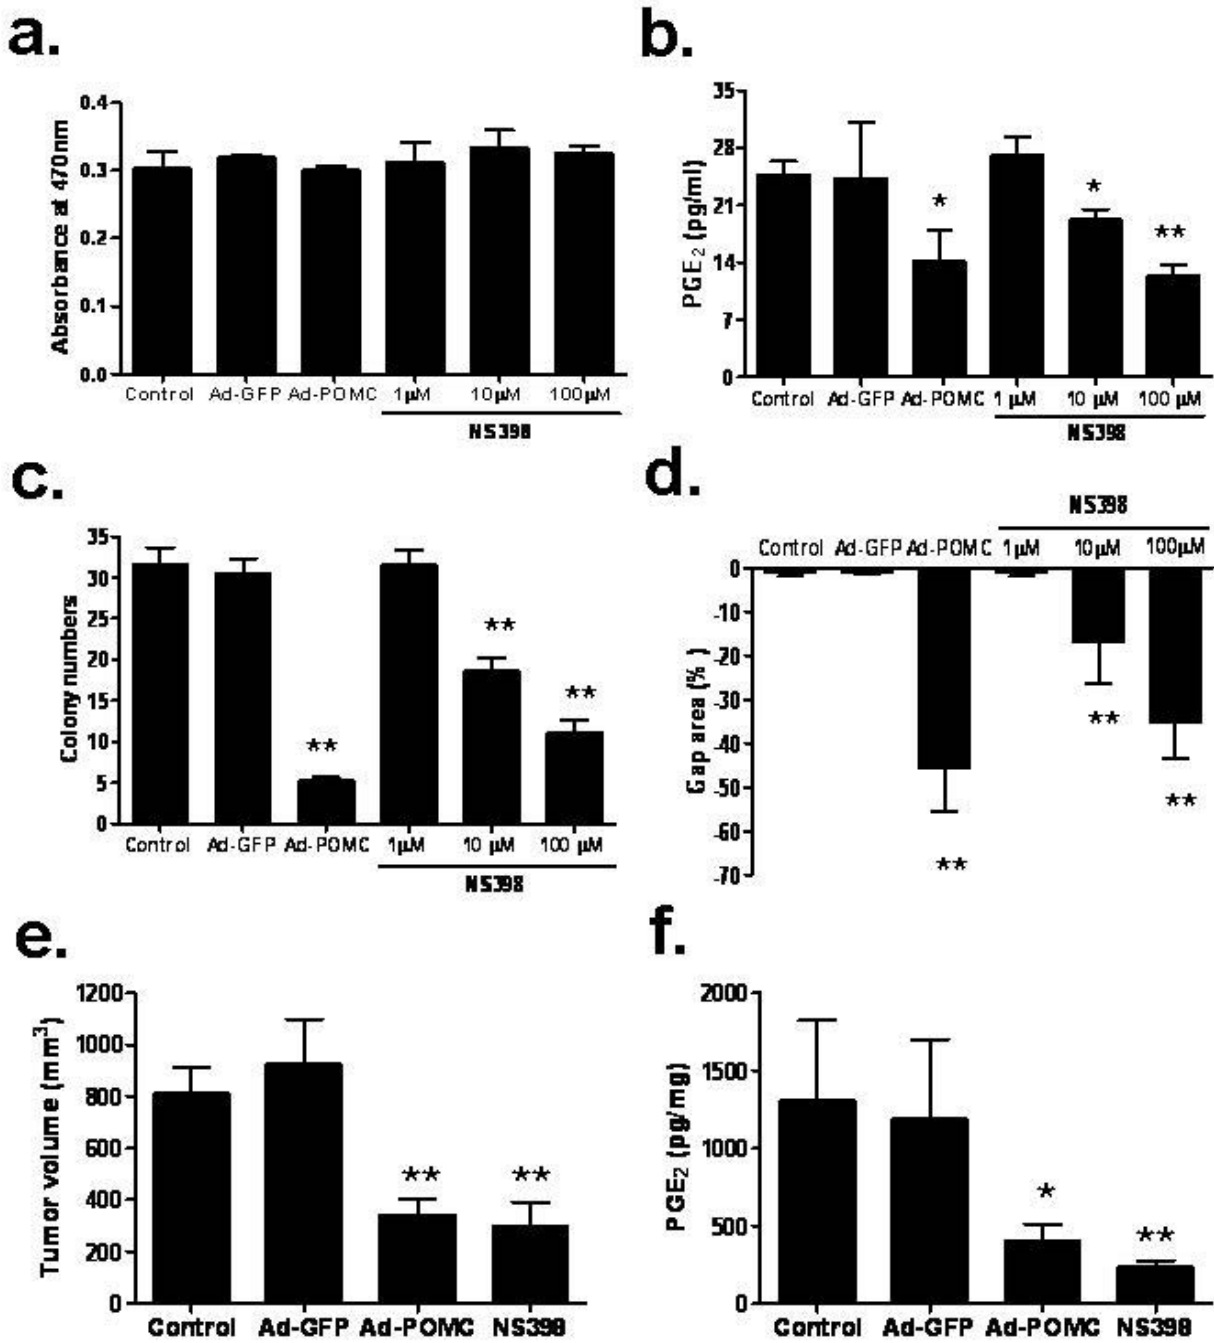 a.
Absorbance at 470nm
0.4
0.3
0.2
0.1
0.0
Control Ad-GFP Ad-POMC 1µM 10µM 100µM
NS398
b.
PGE2 (pg/ml)
35
28
21
14
7
0
* * **
Control Ad-GFP Ad-POMC 1 µM 10 µM 100 µM
NS398
c.
Colony numbers
35
30
25
20
15
10
5
0
** ** **
Control Ad-GFP Ad-POMC 1µM 10 µM 100 µM
NS398
d.
NS398
Control Ad-GFP Ad-POMC 1µM 10µM 100µM
Gap area (%)
0
-10
-20
-30
-40
-50
-60
-70
** ** **
e.
Tumor volume (mm3)
1200
1000
800
600
400
200
0
** **
Control Ad-GFP Ad-POMC NS398
f.
PGE2 (pg/mg)
2000
1500
1000
500
0
* **
Control Ad-GFP Ad-POMC NS398